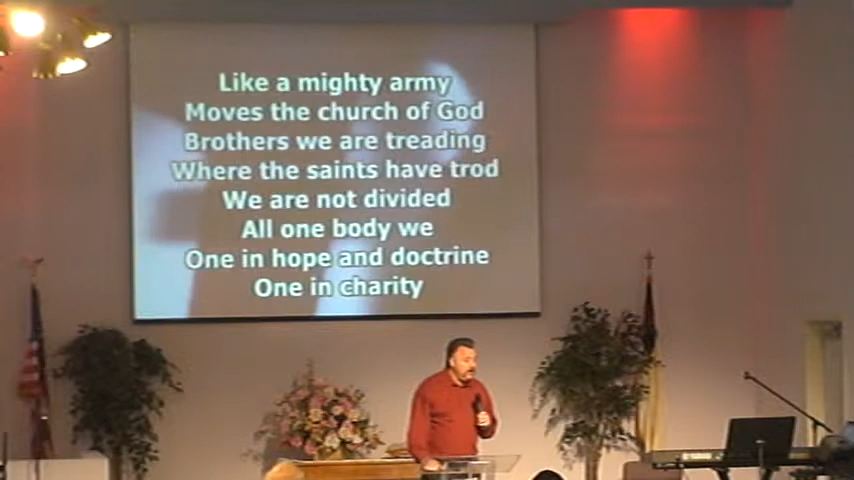 Like a mighty army
Moves the church of God
Brothers we are treading
Where the saints have trod
We are not divided
All one body we
One in hope and doctrine
One in charity